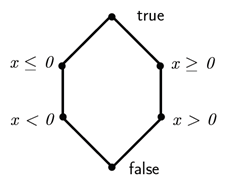 true
x ≤ 0
x ≥ 0
x < 0
x > 0
false